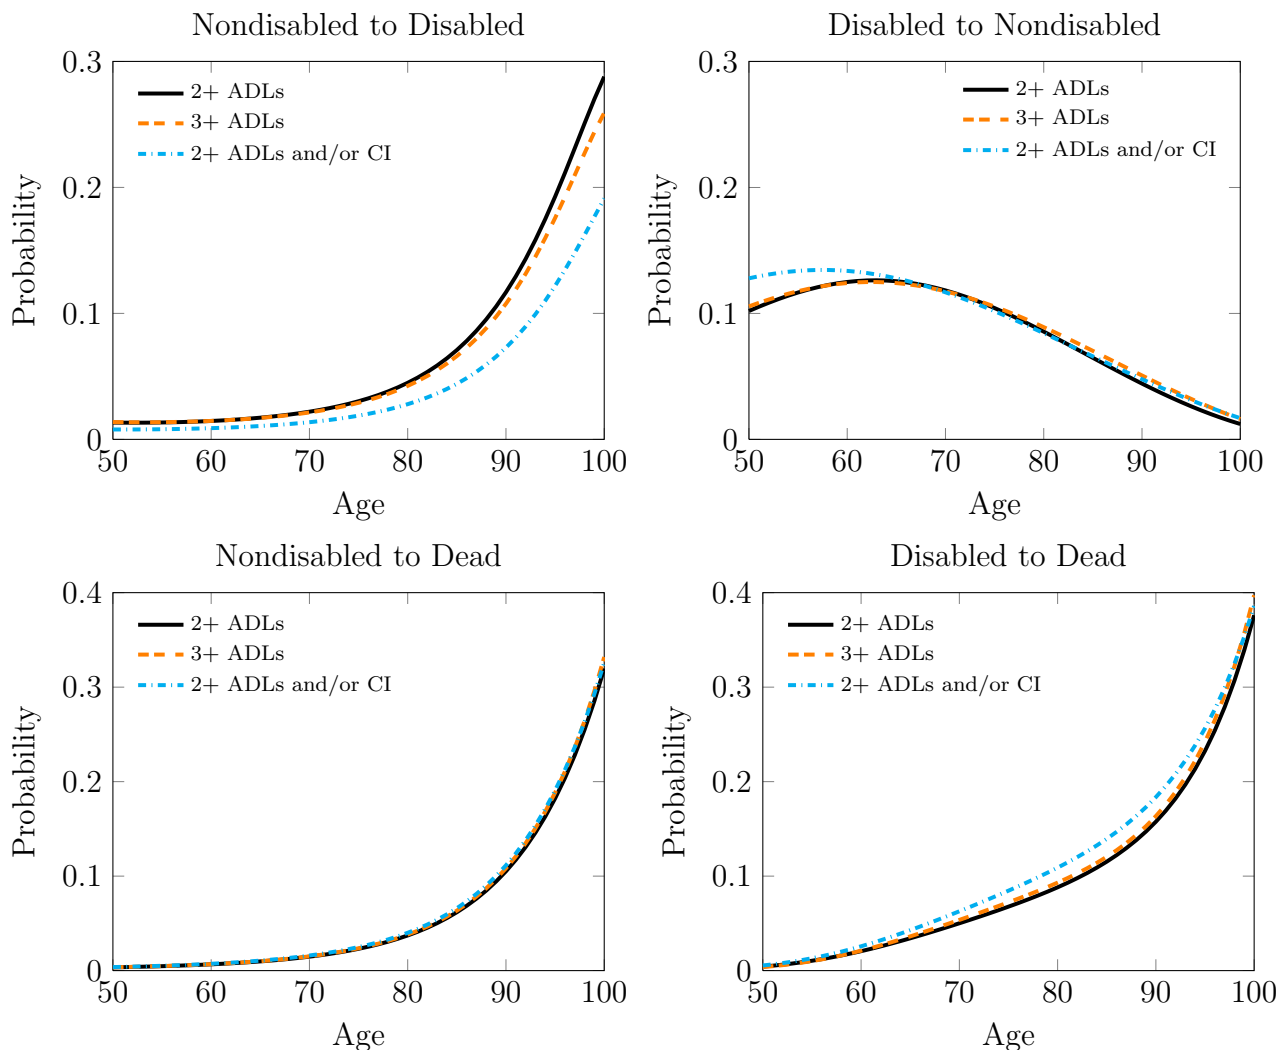 Nondisabled to Disabled
0.3
0.2
0.1
0
Probability
2+ ADLs
3+ ADLs
2+ ADLs and/or CI
50 60 70 80 90 100
Age
Disabled to Nondisabled
0.3
0.2
0.1
0
Probability
2+ ADLs
3+ ADLs
2+ ADLs and/or CI
50 60 70 80 90 100
Age
Nondisabled to Dead
0.4
0.3
0.2
0.1
0
Probability
2+ ADLs
3+ ADLs
2+ ADLs and/or CI
50 60 70 80 90 100
Age
Disabled to Dead
0.4
0.3
0.2
0.1
0
Probability
2+ ADLs
3+ ADLs
2+ ADLs and/or CI
50 60 70 80 90 100
Age